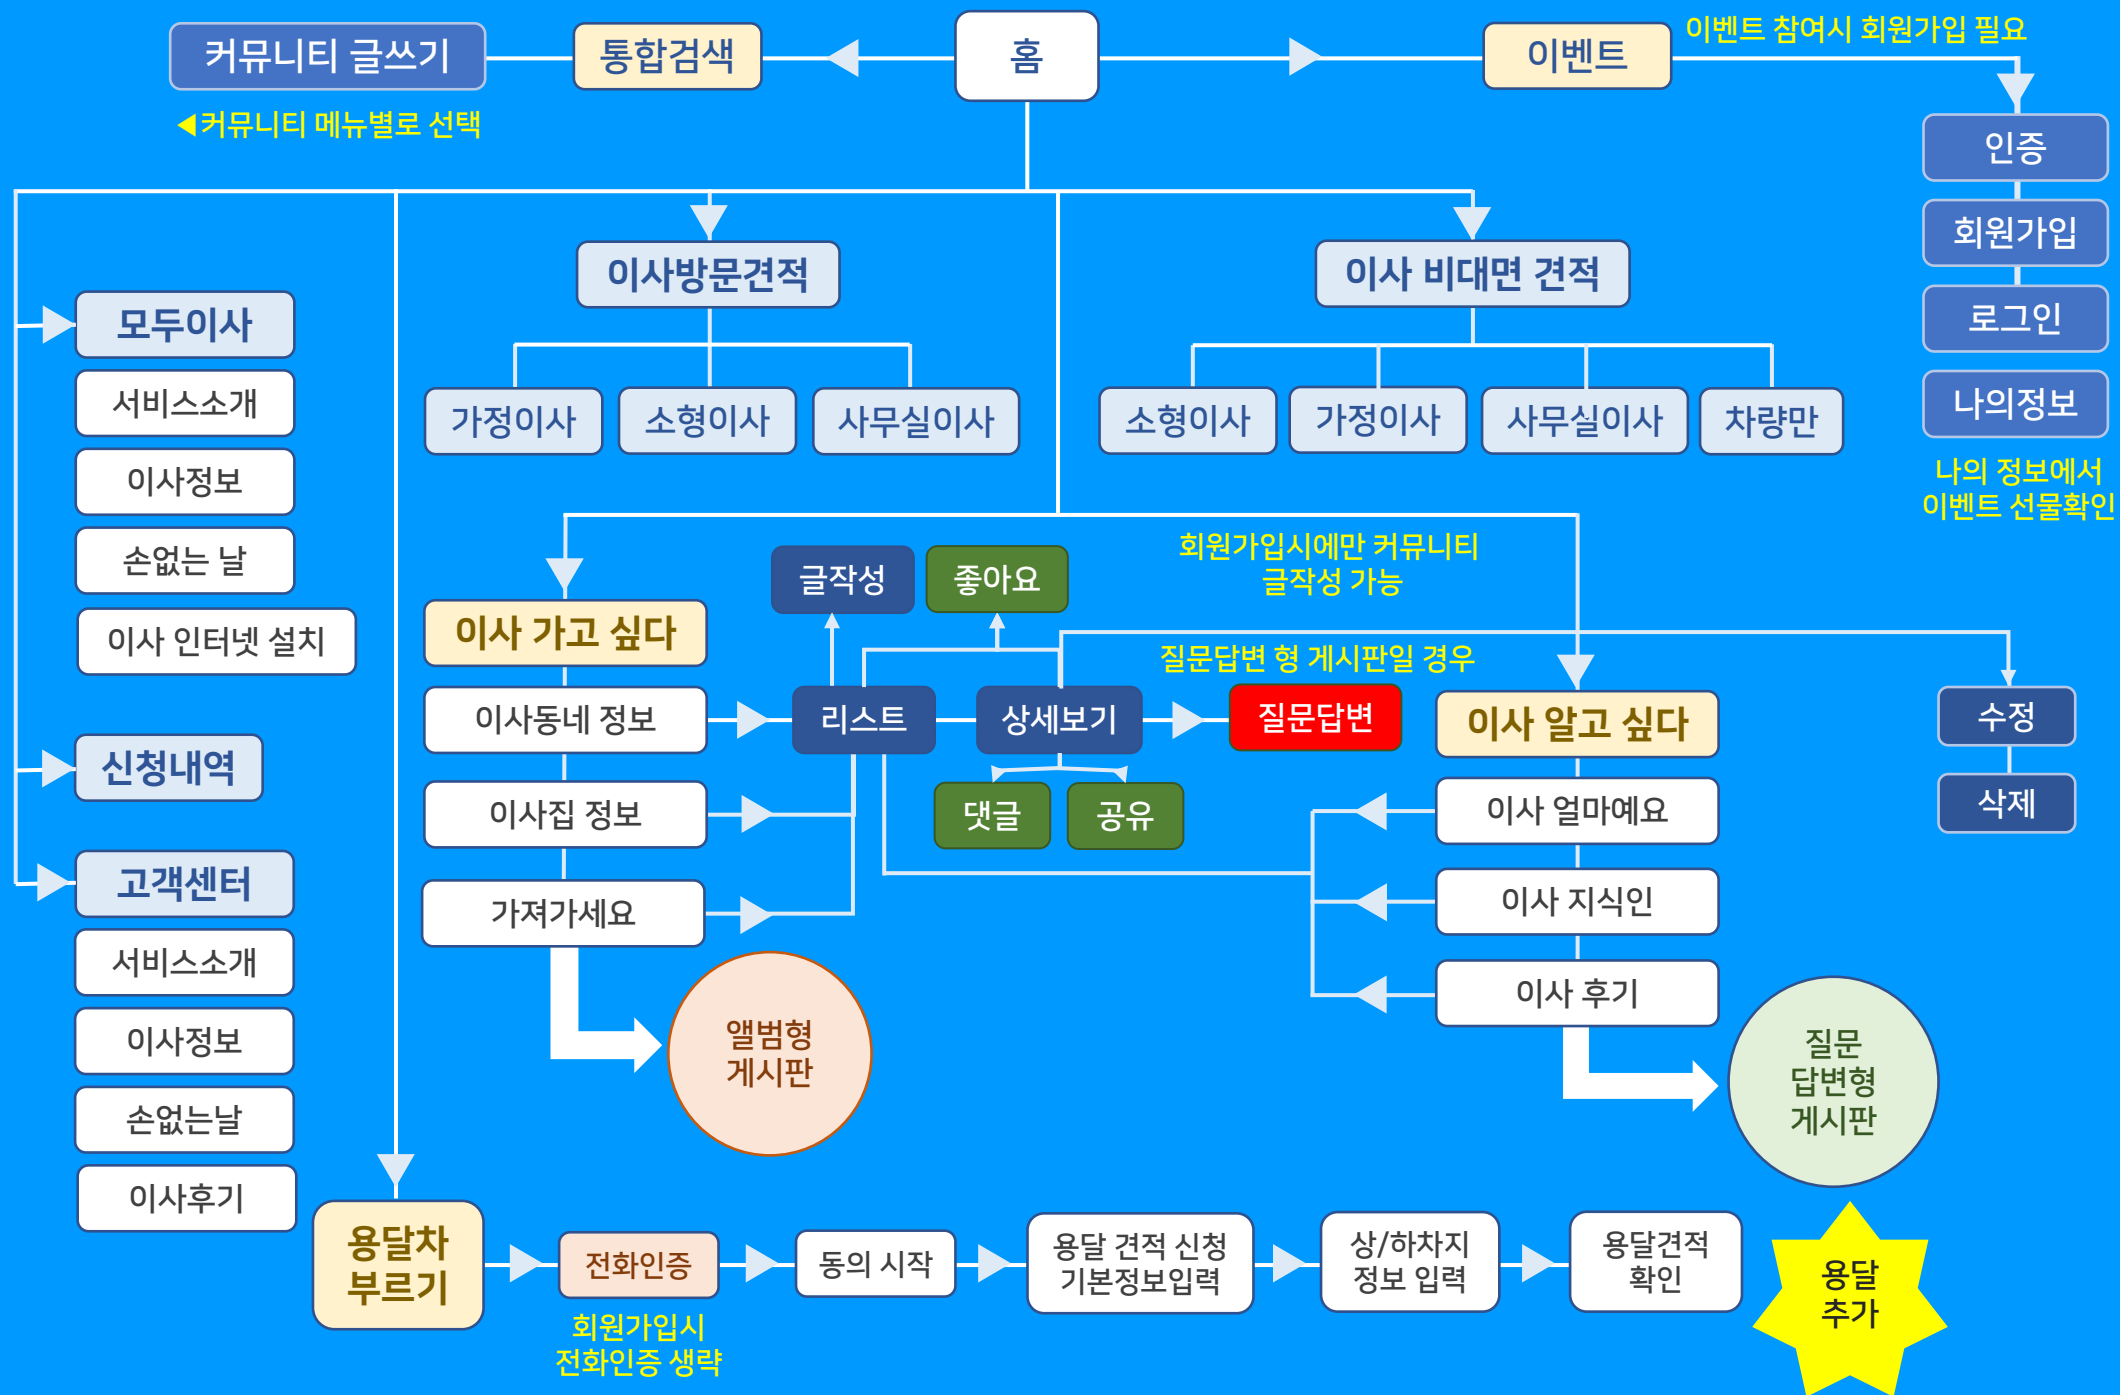 커뮤니티 글쓰기
통합검색
홈
이벤트
이벤트 참여시 회원가입 필요
◀커뮤니티 메뉴별로 선택
인증
회원가입
로그인
나의정보
나의 정보에서
이벤트 선물확인
이사방문견적
가정이사
소형이사
사무실이사
이사 비대면 견적
소형이사
가정이사
사무실이사
차량만
모두이사
서비스소개
이사정보
손없는 날
이사 인터넷 설치
신청내역
고객센터
서비스소개
이사정보
손없는날
이사후기
이사 가고 싶다
이사동네 정보
이사집 정보
가져가세요
앨범형
게시판
글작성
좋아요
회원가입시에만 커뮤니티
글작성 가능
질문답변 형 게시판일 경우
리스트
상세보기
질문답변
댓글
공유
이사 알고 싶다
이사 얼마예요
이사 지식인
이사 후기
수정
삭제
질문
답변형
게시판
용달차
부르기
전화인증
회원가입시
전화인증 생략
동의 시작
용달 견적 신청
기본정보입력
상/하차지
정보 입력
용달견적
확인
용달
추가